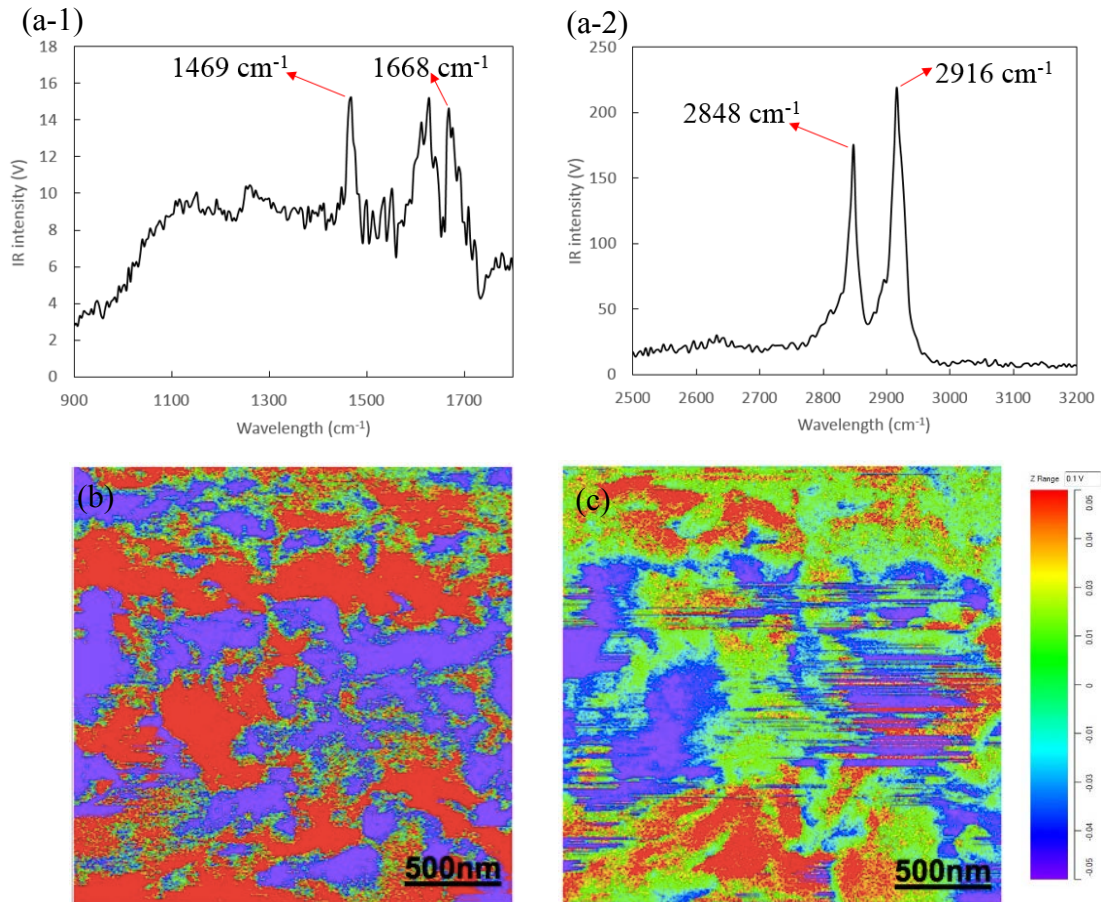 (a-1)
18
16
14
12
10
8
6
4
2
0
IR intensity (V)
1469 cm⁻¹
1668 cm⁻¹
900
1100
1300
1500
1700
Wavelength (cm⁻¹)
(a-2)
250
200
150
100
50
0
IR intensity (V)
2848 cm⁻¹
2916 cm⁻¹
2500
2600
2700
2800
2900
3000
3100
3200
Wavelength (cm⁻¹)
(b)
500nm
(c)
500nm
Z Range 0.1 V
0.05
0.04
0.03
0.01
0
-0.01
-0.03
-0.04
-0.05